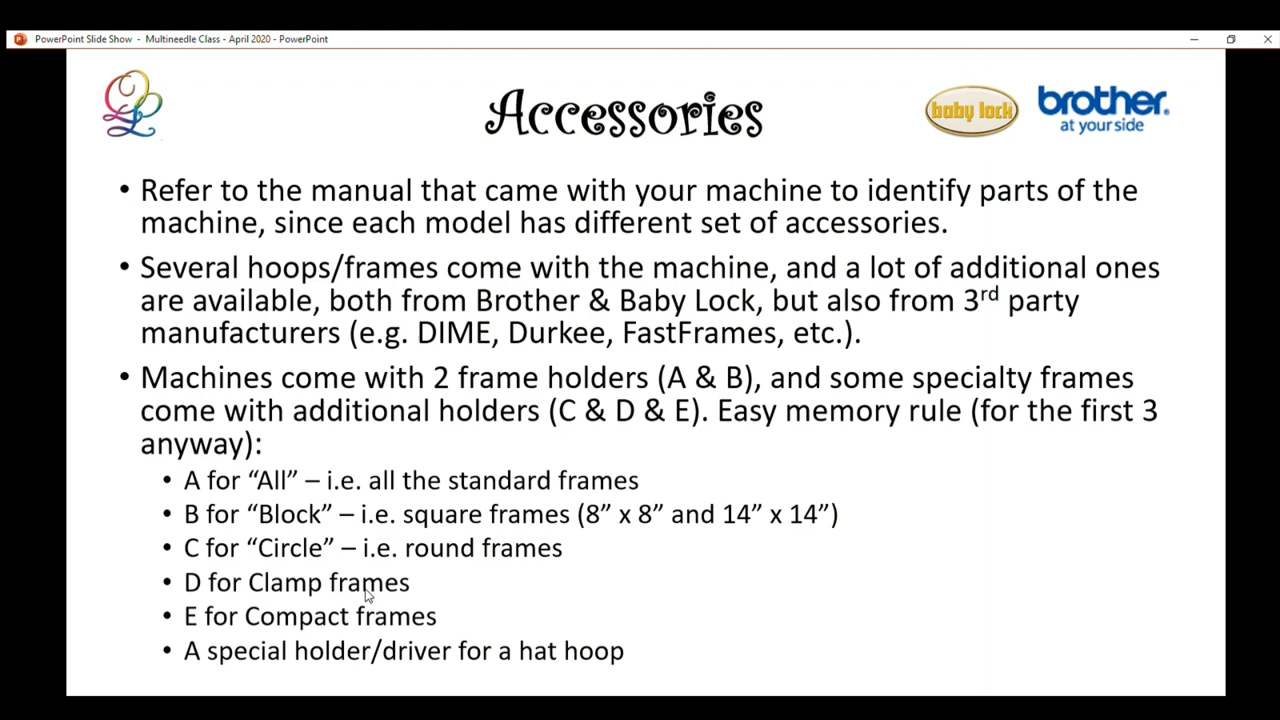 PowerPoint Slide Show - Multineedle Class - April 2020 - PowerPoint
Accessories
baby lock
brother
at your side
• Refer to the manual that came with your machine to identify parts of the
machine, since each model has different set of accessories.
• Several hoops/frames come with the machine, and a lot of additional ones
are available, both from Brother & Baby Lock, but also from 3rd party
manufacturers (e.g. DIME, Durkee, FastFrames, etc.).
• Machines come with 2 frame holders (A & B), and some specialty frames
come with additional holders (C & D & E). Easy memory rule (for the first 3
anyway):
• A for “All” – i.e. all the standard frames
• B for “Block” – i.e. square frames (8” x 8” and 14” x 14”)
• C for “Circle” – i.e. round frames
• D for Clamp frames
• E for Compact frames
• A special holder/driver for a hat hoop